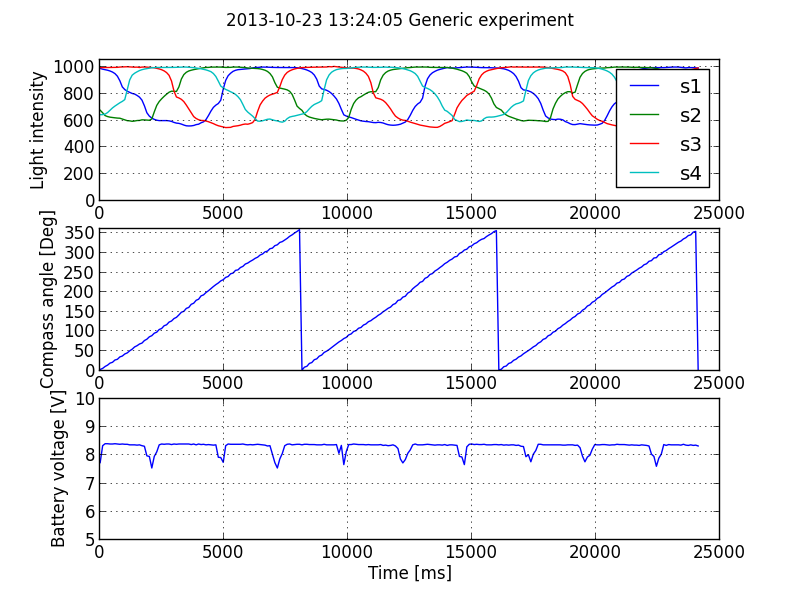 2013-10-23 13:24:05 Generic experiment
1000
800
600
400
200
0
Light intensity
s1
s2
s3
s4
0 5000 10000 15000 20000 25000
350
300
250
200
150
100
50
0
Compass angle [Deg]
0 5000 10000 15000 20000 25000
10
9
8
7
6
5
Battery voltage [V]
0 5000 10000 15000 20000 25000
Time [ms]